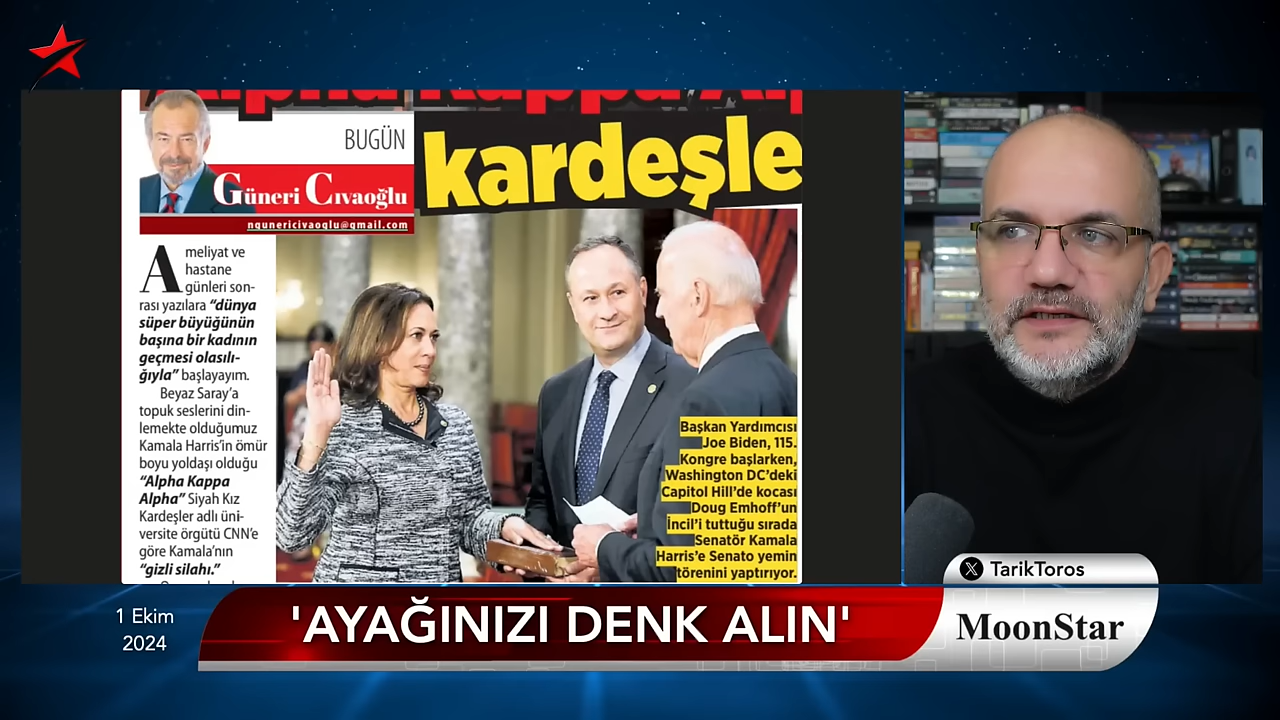 Alpha Kappa Alp
BUGÜN
Güneri Cıvaoğlu
ngunericivaoglu@gmail.com
kardeşle
Ameliyat ve
hastane
günleri son-
rası yazılara "dünya
süper büyüğünün
başına bir kadının
geçmesi olasılı-
ğıyla" başlayayım.
Beyaz Saray'a
topuk seslerini din-
lemekte olduğumuz
Kamala Harris'in ömür
boyu yoldaşı olduğu
"Alpha Kappa
Alpha" Siyah Kız
Kardeşler adlı üni-
versite örgütü CNN'e
göre Kamala'nın
"gizli silahı."
Başkan Yardımcısı
Joe Biden, 115.
Kongre başlarken,
Washington DC'deki
Capitol Hill'de kocası
Doug Emhoff'un
İncil'i tuttuğu sırada
Senatör Kamala
Harris'e Senato yemin
törenini yaptırıyor.
X TarikToros
MoonStar
1 Ekim
2024
'AYAĞINIZI DENK ALIN'